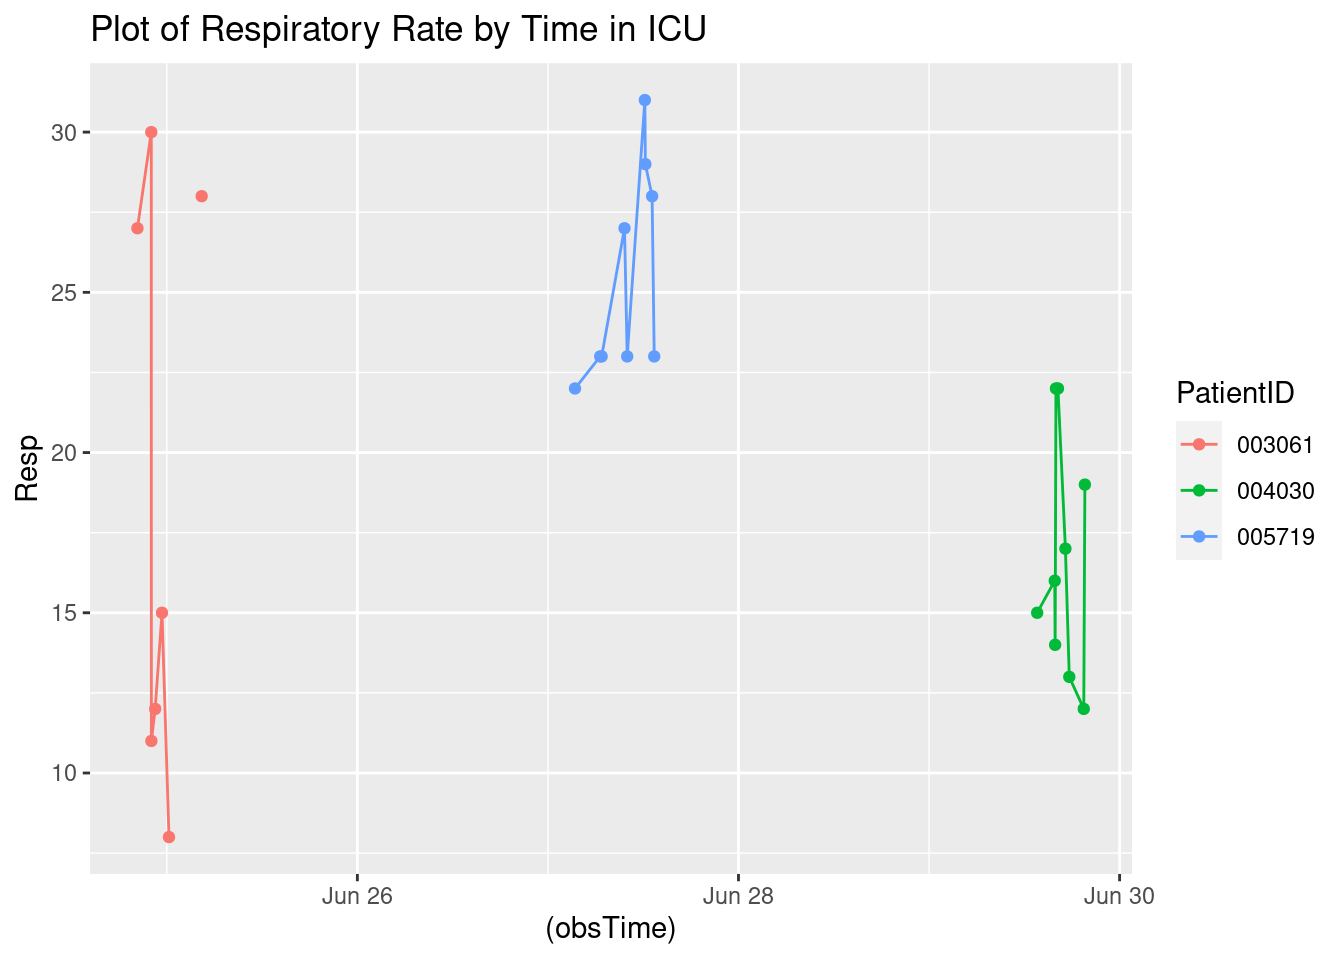 Plot of Respiratory Rate by Time in ICU
30
25
20
15
10
Resp
Jun 26
Jun 28
Jun 30
(obsTime)
PatientID
003061
004030
005719